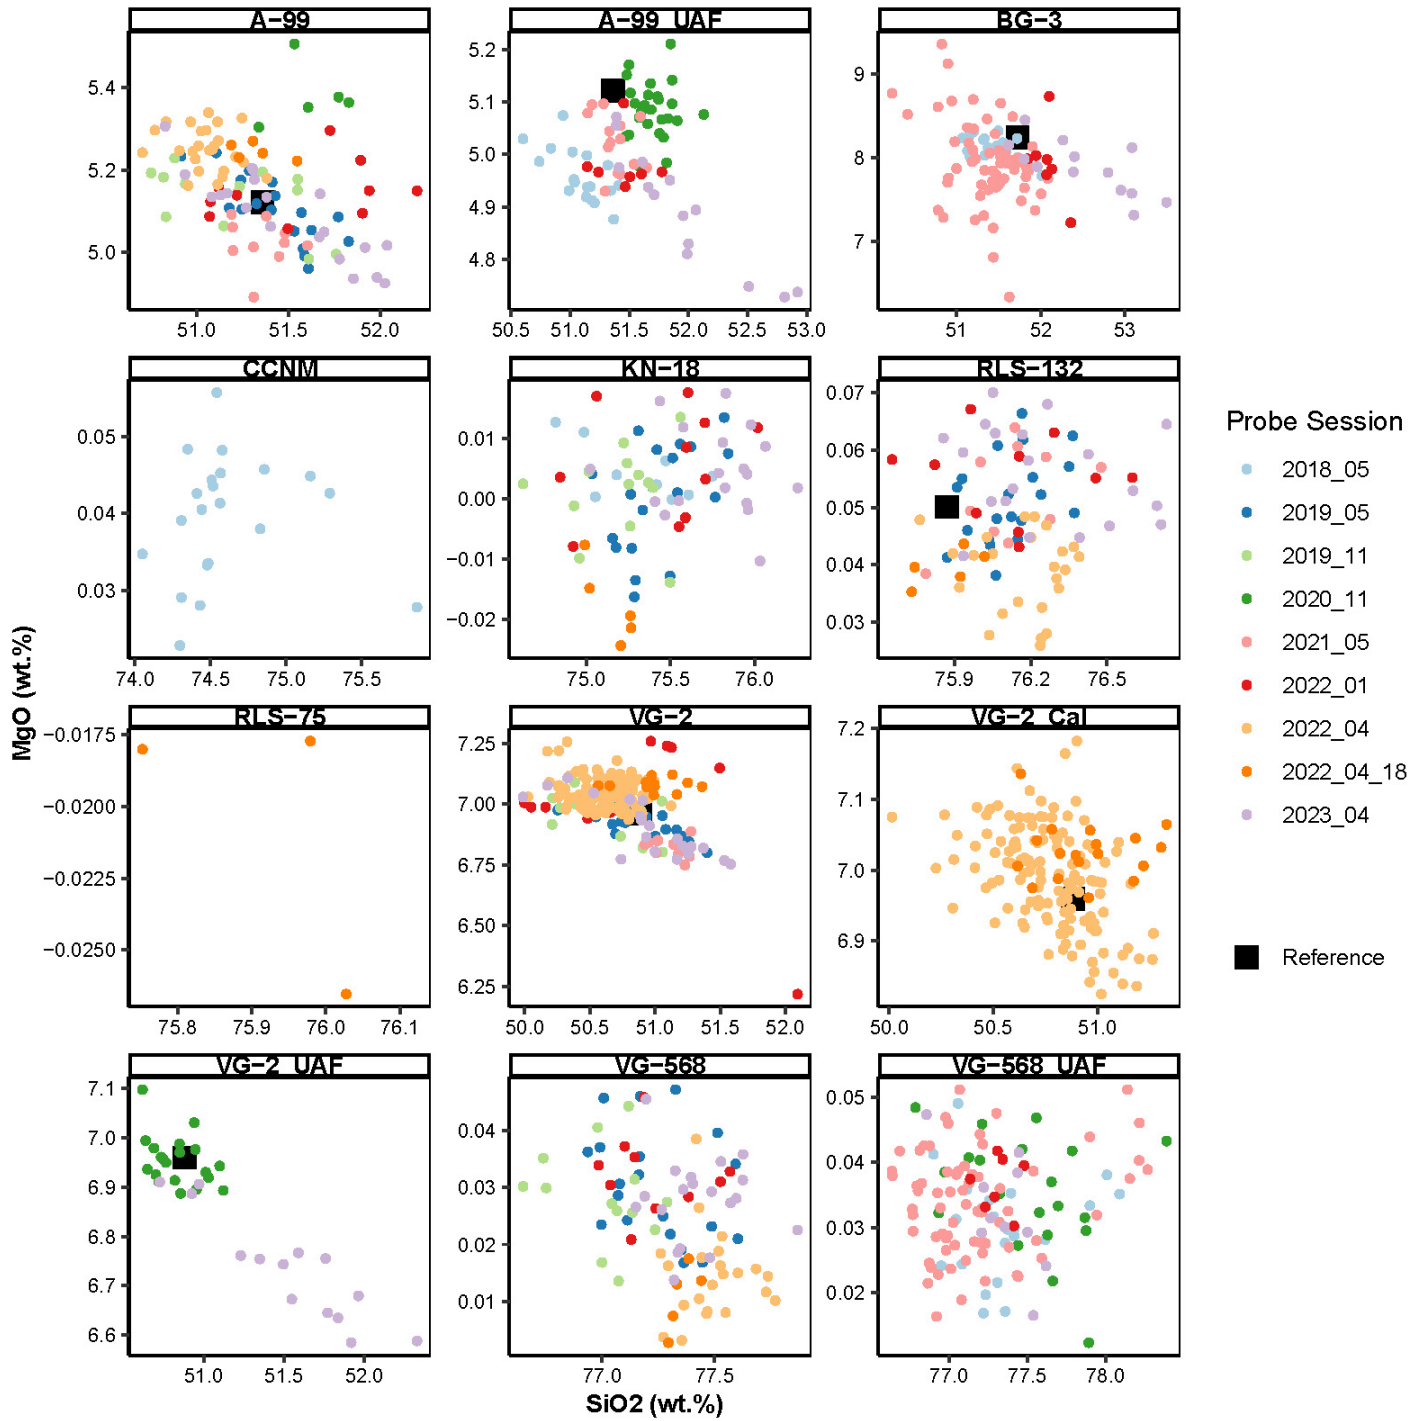 A-99
A-99_UAF
BG-3
5.4
5.2
5.0
51.0 51.5 52.0
5.2
5.1
5.0
4.9
4.8
50.5 51.0 51.5 52.0 52.5 53.0
9
8
7
51 52 53
CCNM
KN-18
RLS-132
0.05
0.04
0.03
74.0 74.5 75.0 75.5
0.01
0.00
−0.01
−0.02
75.0 75.5 76.0
0.07
0.06
0.05
0.04
0.03
75.9 76.2 76.5
RLS-75
VG-2
VG-2_Cal
−0.0175
−0.0200
−0.0225
−0.0250
75.8 75.9 76.0 76.1
7.25
7.00
6.75
6.50
6.25
50.0 50.5 51.0 51.5 52.0
7.2
7.1
7.0
6.9
50.0 50.5 51.0
VG-2_UAF
VG-568
VG-568_UAF
7.1
7.0
6.9
6.8
6.7
6.6
51.0 51.5 52.0
0.04
0.03
0.02
0.01
77.0 77.5
0.05
0.04
0.03
0.02
77.0 77.5 78.0
MgO (wt.%)
SiO2 (wt.%)
Probe Session
2018_05
2019_05
2019_11
2020_11
2021_05
2022_01
2022_04
2022_04_18
2023_04
Reference